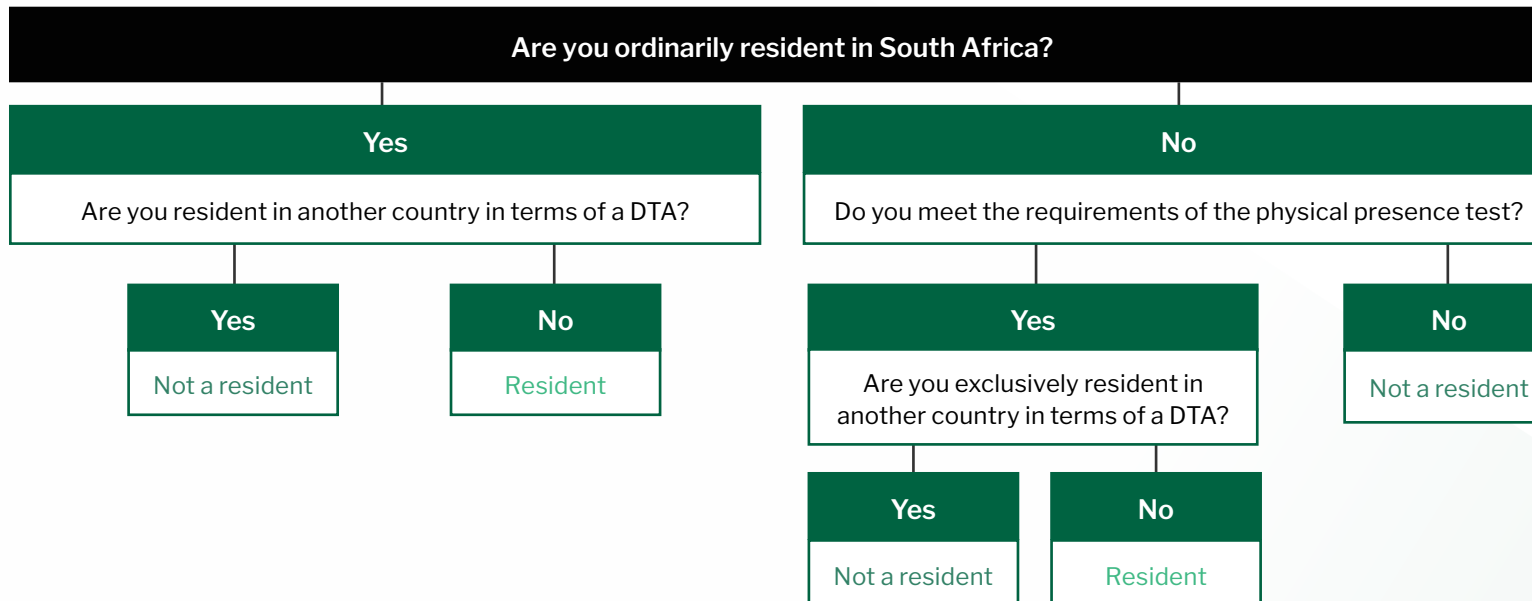 Are you ordinarily resident in South Africa?
Yes
Are you resident in another country in terms of a DTA?
Yes
Not a resident
No
Resident
No
Do you meet the requirements of the physical presence test?
Yes
Are you exclusively resident in
another country in terms of a DTA?
Yes
Not a resident
No
Resident
No
Not a resident